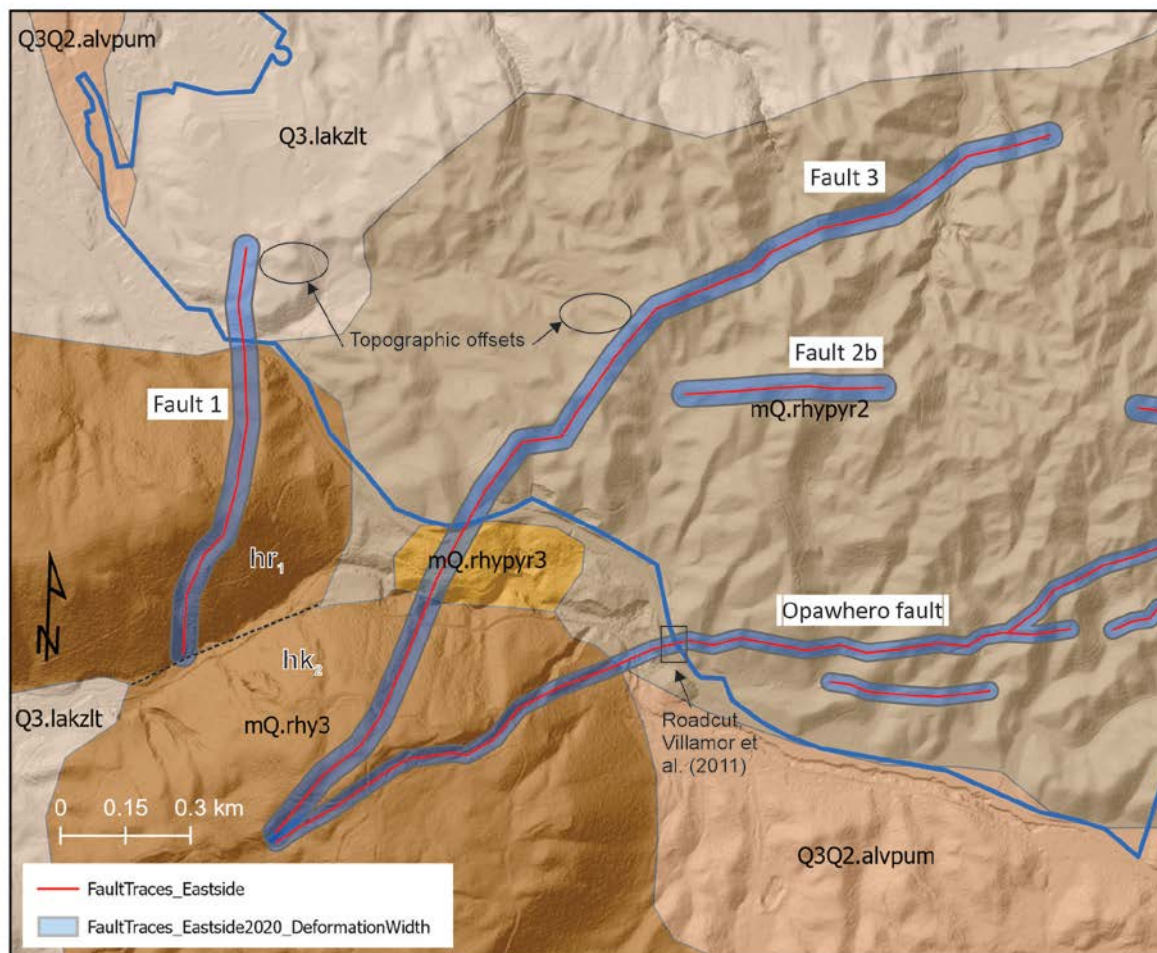 Q3Q2.alvpum
Q3.lakzlt
Fault 3
Topographic offsets
Fault 2b
Fault 1
mQ.rhypyr2
hr1
mQ.rhypyr3
Opawhero fault
N
hk2
Q3.lakzlt
mQ.rhy3
Roadcut,
Villamor et
al. (2011)
0 0.15 0.3 km
Q3Q2.alvpum
FaultTraces_Eastside
FaultTraces_Eastside2020_DeformationWidth